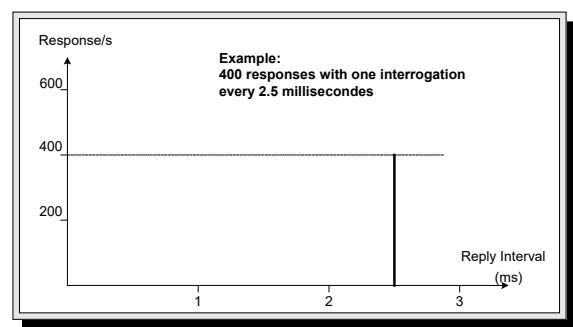 Response/s
Example:
400 responses with one interrogation
every 2.5 millisecondes
600
400
200
Reply Interval
(ms)
1 2 3